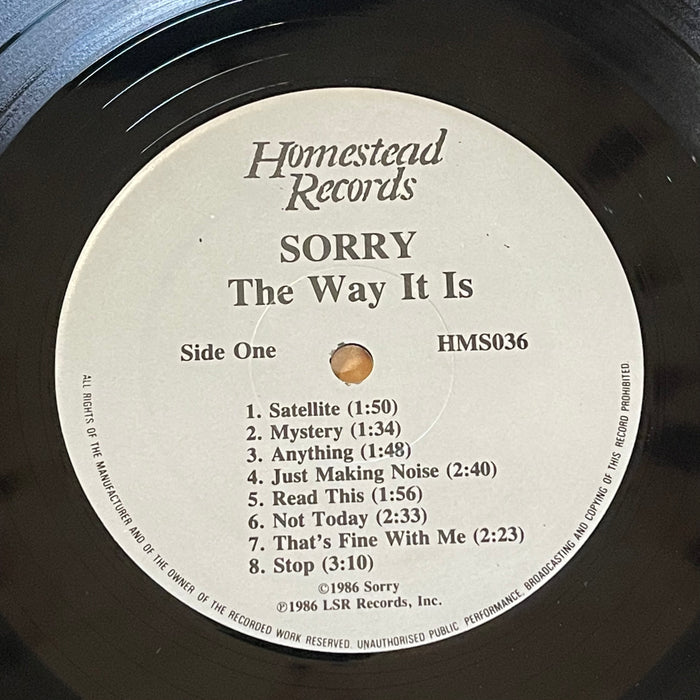 Homestead
Records
SORRY
The Way It Is
Side One
HMS036
1. Satellite (1:50)
2. Mystery (1:34)
3. Anything (1:48)
4. Just Making Noise (2:40)
5. Read This (1:56)
6. Not Today (2:33)
7. That's Fine With Me (2:23)
8. Stop (3:10)
©1986 Sorry
℗1986 LSR Records, Inc.
ALL RIGHTS OF THE MANUFACTURER AND OF THE OWNER OF THE RECORDED WORK RESERVED. UNAUTHORISED PUBLIC PERFORMANCE, BROADCASTING AND COPYING OF THIS RECORD PROHIBITED